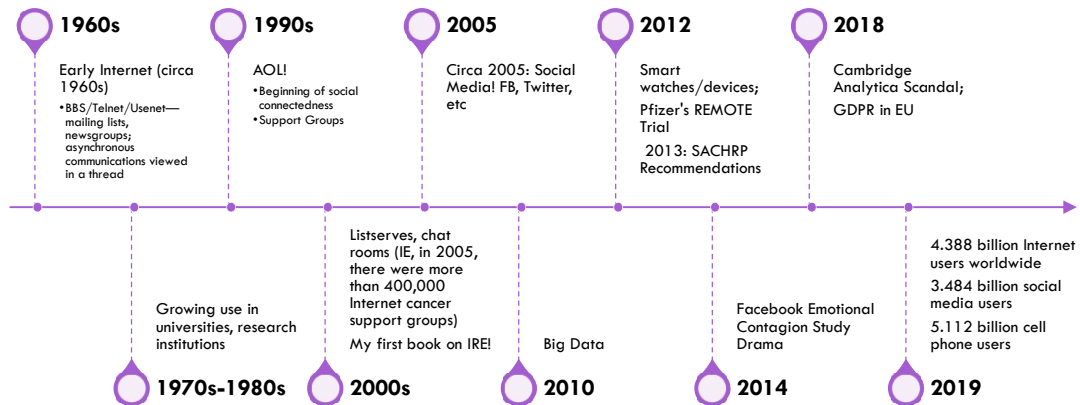 1960s
Early Internet (circa
1960s)
•BBS/Telnet/Usenet—
mailing lists,
newsgroups;
asynchronous
communications viewed
in a thread
1990s
AOL!
•Beginning of social
connectedness
•Support Groups
2005
Circa 2005: Social
Media! FB, Twitter,
etc
2012
Smart
watches/devices;
Pfizer's REMOTE
Trial
2013: SACHRP
Recommendations
2018
Cambridge
Analytica Scandal;
GDPR in EU
Growing use in
universities, research
institutions
1970s-1980s
Listserves, chat
rooms (IE, in 2005,
there were more
than 400,000
Internet cancer
support groups)
My first book on IRE!
2000s
Big Data
2010
Facebook Emotional
Contagion Study
Drama
2014
4.388 billion Internet
users worldwide
3.484 billion social
media users
5.112 billion cell
phone users
2019